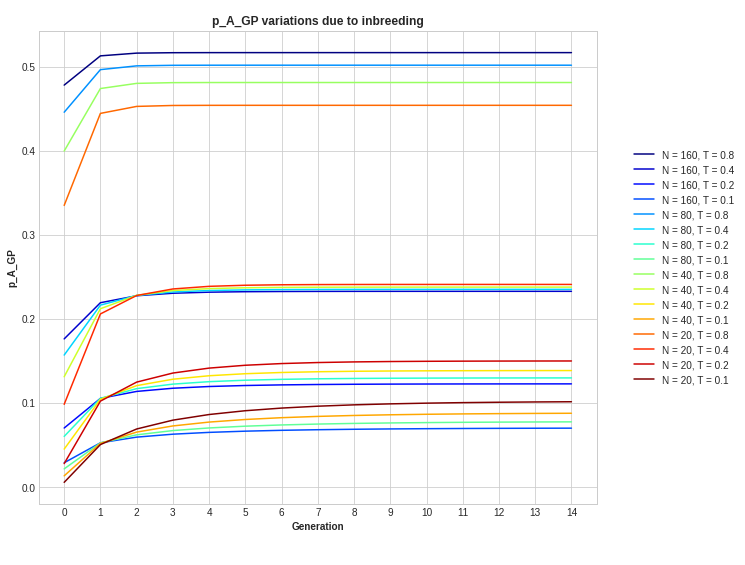 p_A_GP variations due to inbreeding
0.5
0.4
0.3
0.2
0.1
0.0
p_A_GP
0 1 2 3 4 5 6 7 8 9 10 11 12 13 14
Generation
N = 160, T = 0.8
N = 160, T = 0.4
N = 160, T = 0.2
N = 160, T = 0.1
N = 80, T = 0.8
N = 80, T = 0.4
N = 80, T = 0.2
N = 80, T = 0.1
N = 40, T = 0.8
N = 40, T = 0.4
N = 40, T = 0.2
N = 40, T = 0.1
N = 20, T = 0.8
N = 20, T = 0.4
N = 20, T = 0.2
N = 20, T = 0.1